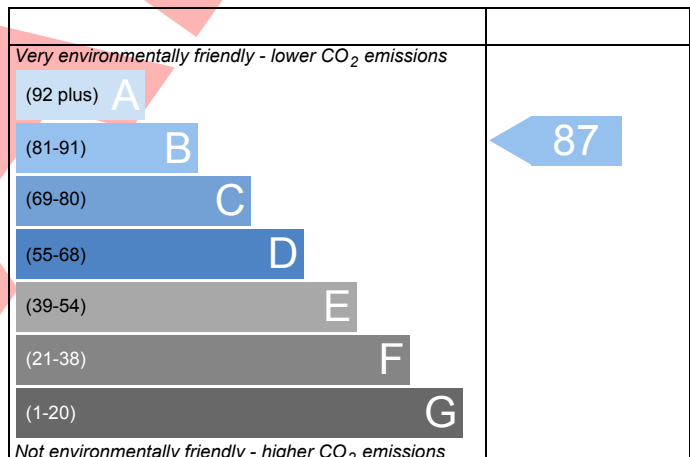 Very environmentally friendly - lower CO2 emissions
(92 plus) A
(81-91) B
87
(69-80) C
(55-68) D
(39-54) E
(21-38) F
(1-20) G
Not environmentally friendly - higher CO2 emissions